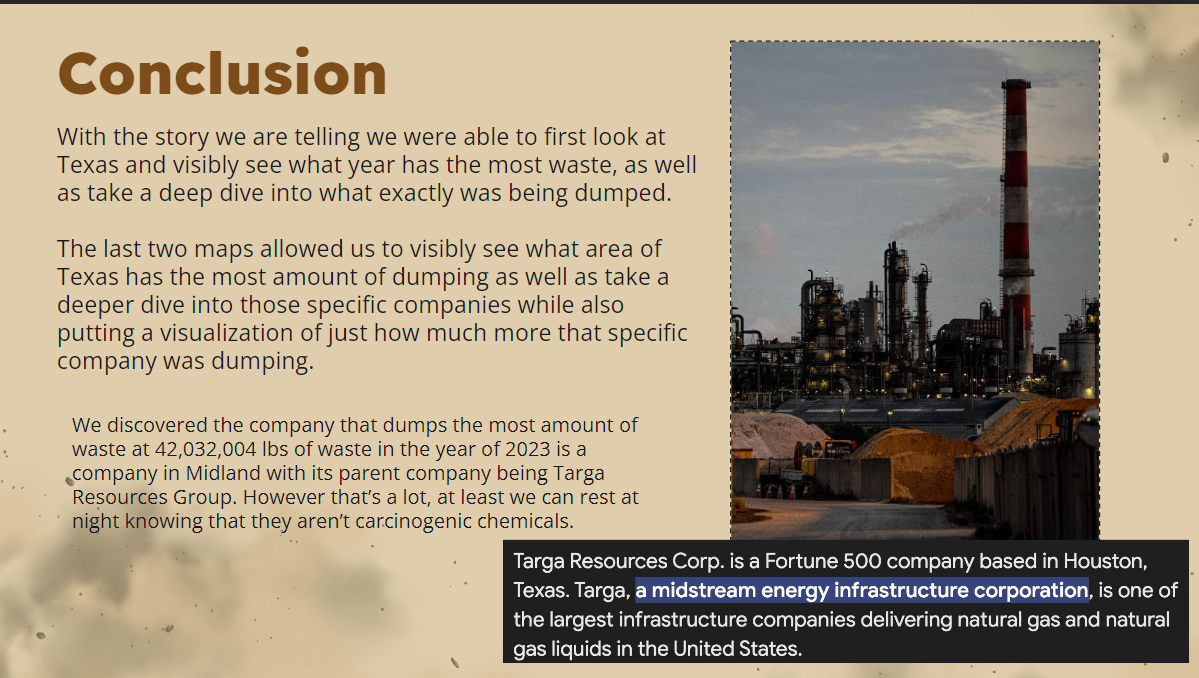 Conclusion
With the story we are telling we were able to first look at
Texas and visibly see what year has the most waste, as well
as take a deep dive into what exactly was being dumped.
The last two maps allowed us to visibly see what area of
Texas has the most amount of dumping as well as take a
deeper dive into those specific companies while also
putting a visualization of just how much more that specific
company was dumping.
We discovered the company that dumps the most amount of
waste at 42,032,004 lbs of waste in the year of 2023 is a
company in Midland with its parent company being Targa
Resources Group. However that’s a lot, at least we can rest at
night knowing that they aren’t carcinogenic chemicals.
Targa Resources Corp. is a Fortune 500 company based in Houston,
Texas. Targa, a midstream energy infrastructure corporation, is one of
the largest infrastructure companies delivering natural gas and natural
gas liquids in the United States.